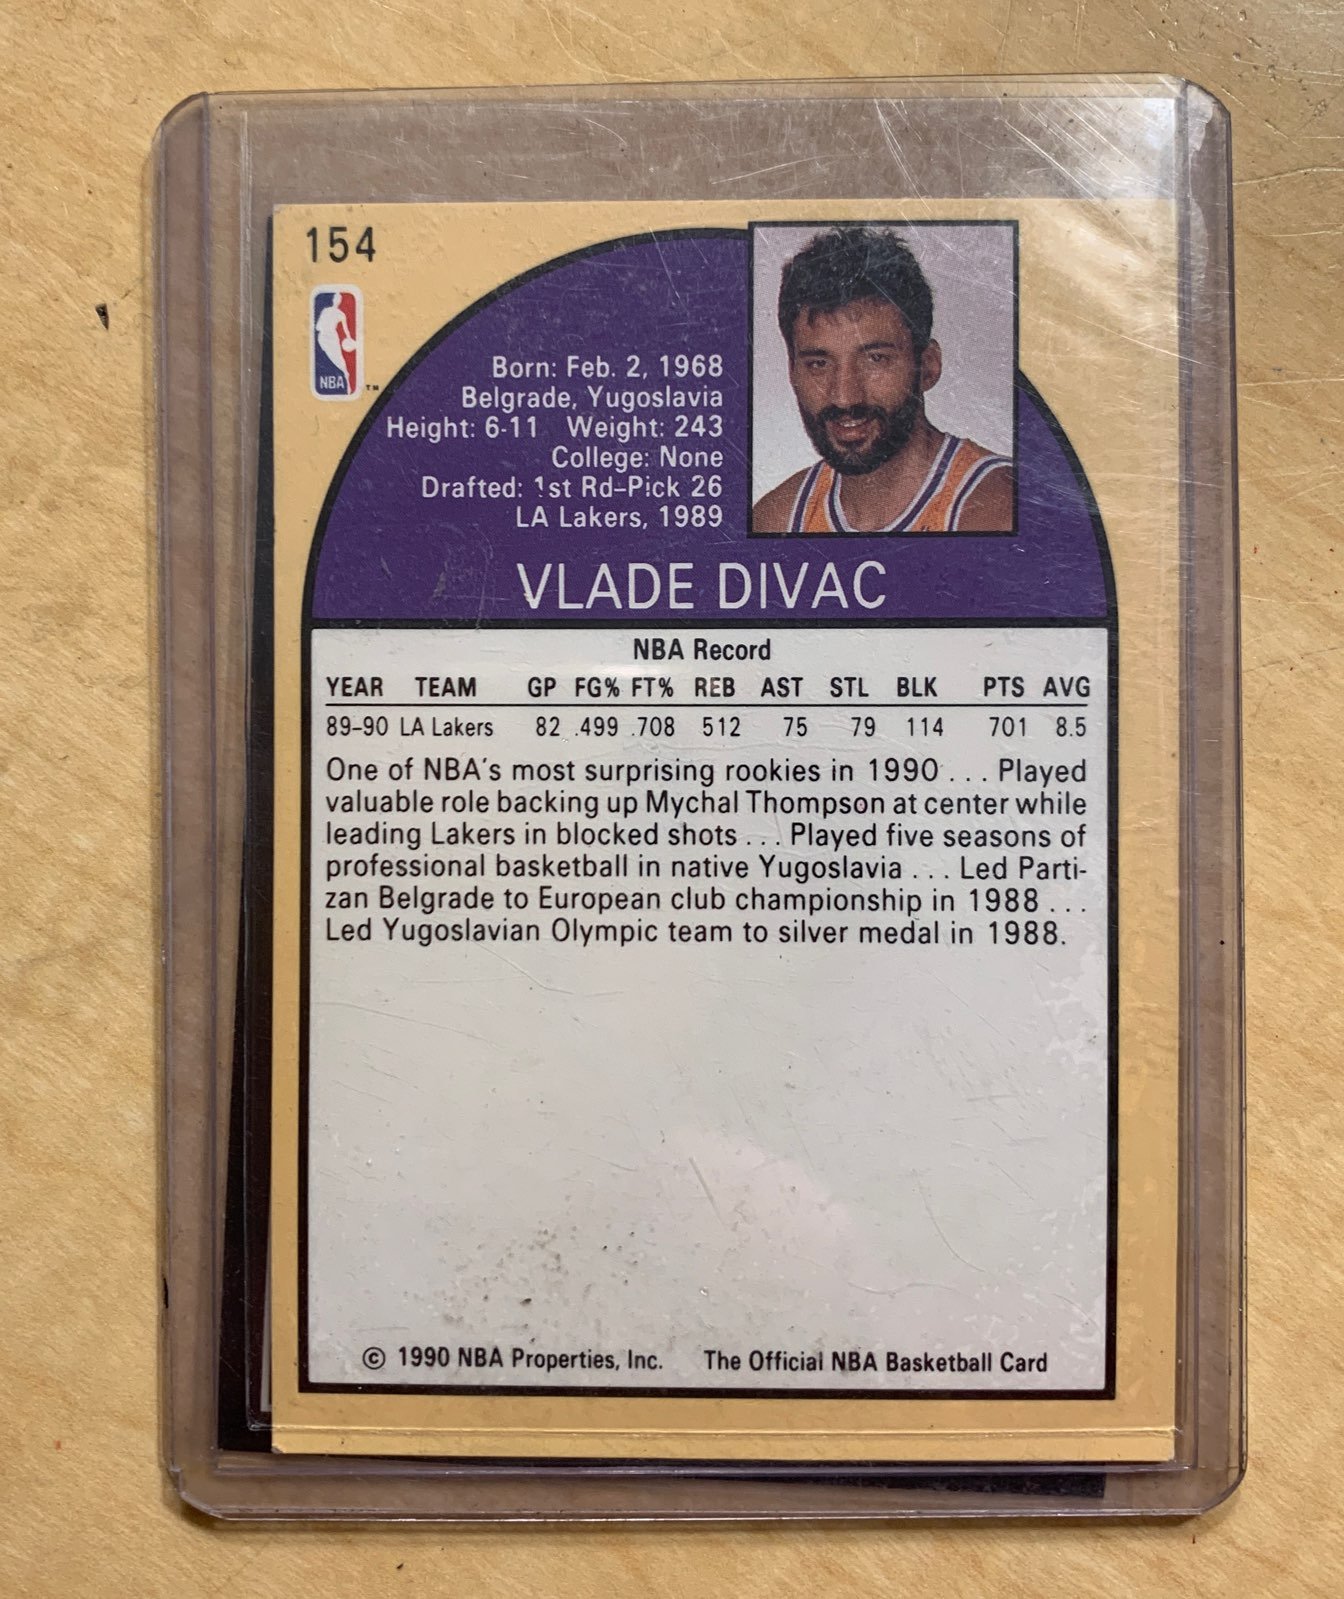 154
NBA
TM
Born: Feb. 2, 1968
Belgrade, Yugoslavia
Height: 6-11 Weight: 243
College: None
Drafted: 1st Rd-Pick 26
LA Lakers, 1989
VLADE DIVAC
NBA Record
YEAR TEAM GP FG% FT% REB AST STL BLK PTS AVG
89-90 LA Lakers 82 .499 .708 512 75 79 114 701 8.5
One of NBA's most surprising rookies in 1990 . . . Played
valuable role backing up Mychal Thompson at center while
leading Lakers in blocked shots . . . Played five seasons of
professional basketball in native Yugoslavia . . . Led Parti-
zan Belgrade to European club championship in 1988 . . .
Led Yugoslavian Olympic team to silver medal in 1988.
© 1990 NBA Properties, Inc. The Official NBA Basketball Card